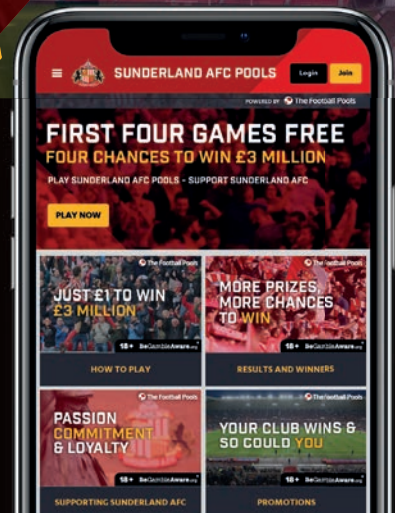 SUNDERLAND AFC POOLS
Login
Join
POWERED BY The Football Pools
FIRST FOUR GAMES FREE
FOUR CHANCES TO WIN £3 MILLION
PLAY SUNDERLAND AFC POOLS - SUPPORT SUNDERLAND AFC
PLAY NOW
The Football Pools
JUST £1 TO WIN
£3 MILLION
18+ BeGambleAware.org
HOW TO PLAY
The Football Pools
MORE PRIZES,
MORE CHANCES
TO WIN
18+ BeGambleAware.org
RESULTS AND WINNERS
The Football Pools
PASSION
COMMITMENT
& LOYALTY
18+ BeGambleAware.org
SUPPORTING SUNDERLAND AFC
The Football Pools
YOUR CLUB WINS &
SO COULD YOU
18+ BeGambleAware.org
PROMOTIONS